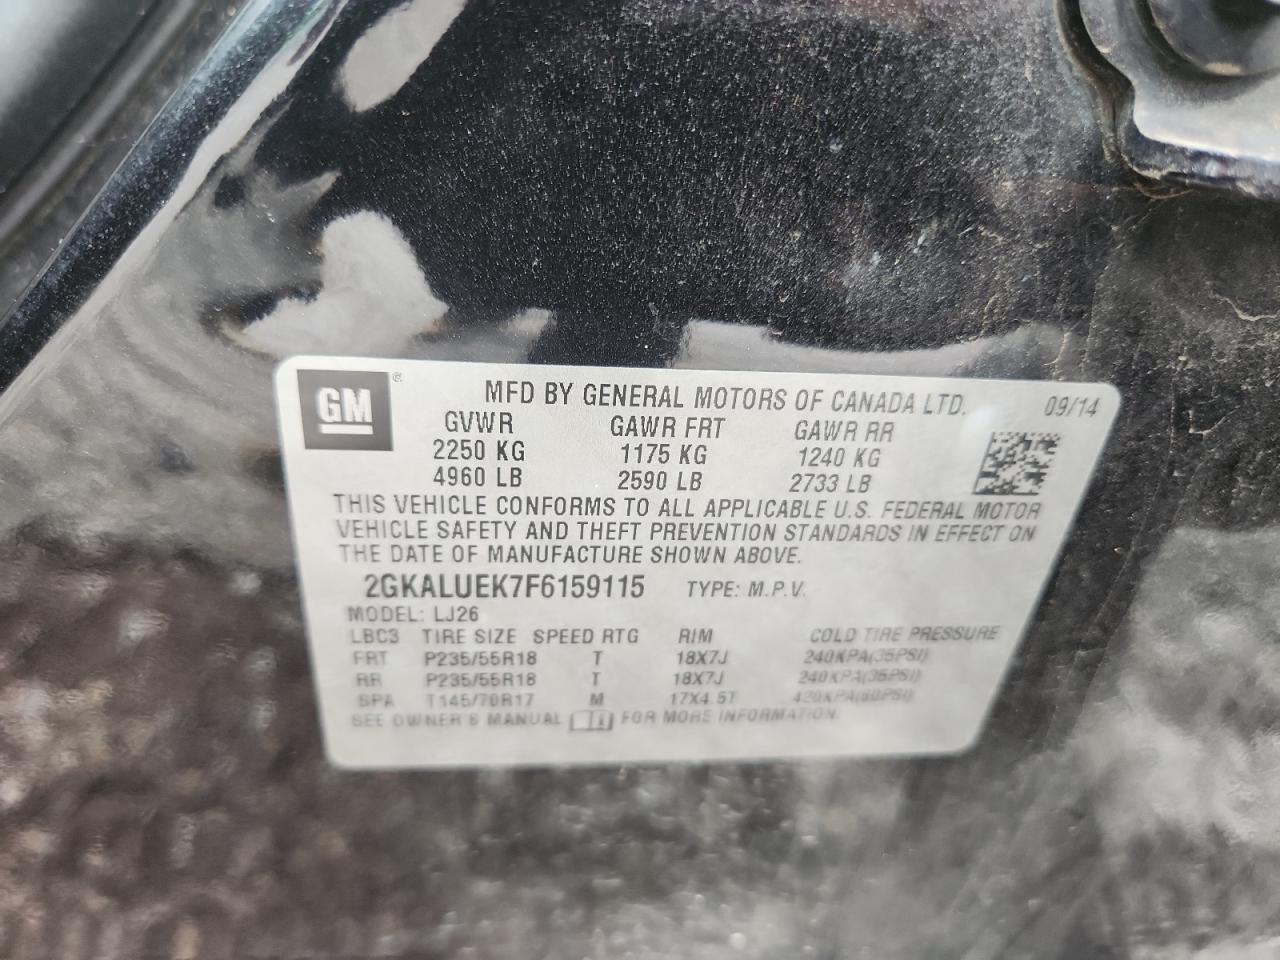 GM ®
MFD BY GENERAL MOTORS OF CANADA LTD. 09/14
GVWR GAWR FRT GAWR RR
2250 KG 1175 KG 1240 KG
4960 LB 2590 LB 2733 LB
THIS VEHICLE CONFORMS TO ALL APPLICABLE U.S. FEDERAL MOTOR
VEHICLE SAFETY AND THEFT PREVENTION STANDARDS IN EFFECT ON
THE DATE OF MANUFACTURE SHOWN ABOVE.
2GKALUEK7F6159115 TYPE: M.P.V.
MODEL: LJ26
LBC3 TIRE SIZE SPEED RTG RIM COLD TIRE PRESSURE
FRT P235/55R18 T 18X7J 240KPA(35PSI)
RR P235/55R18 T 18X7J 240KPA(35PSI)
SPA T145/70R17 M 17X4.5T 420KPA(60PSI)
SEE OWNER'S MANUAL FOR MORE INFORMATION.